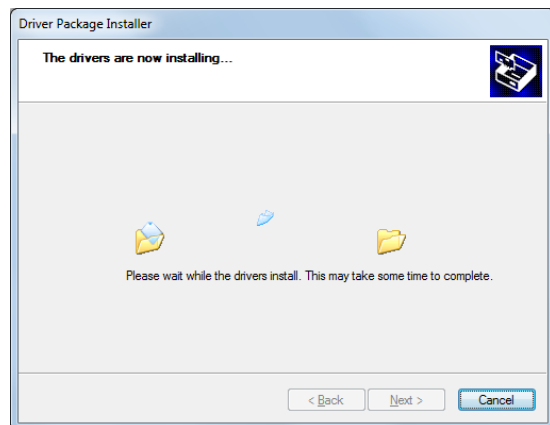 Driver Package Installer
The drivers are now installing...
Please wait while the drivers install. This may take some time to complete.
< Back
Next >
Cancel